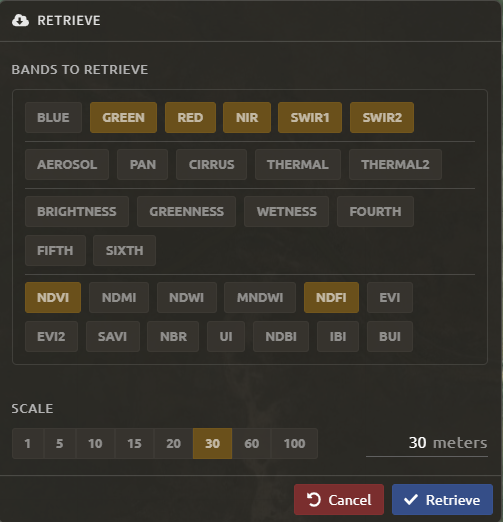 RETRIEVE
BANDS TO RETRIEVE
BLUE GREEN RED NIR SWIR1 SWIR2
AEROSOL PAN CIRRUS THERMAL THERMAL2
BRIGHTNESS GREENNESS WETNESS FOURTH
FIFTH SIXTH
NDVI NDMI NDWI MNDWI NDFI EVI
EVI2 SAVI NBR UI NDBI IBI BUI
SCALE
1 5 10 15 20 30 60 100 30 meters
Cancel Retrieve